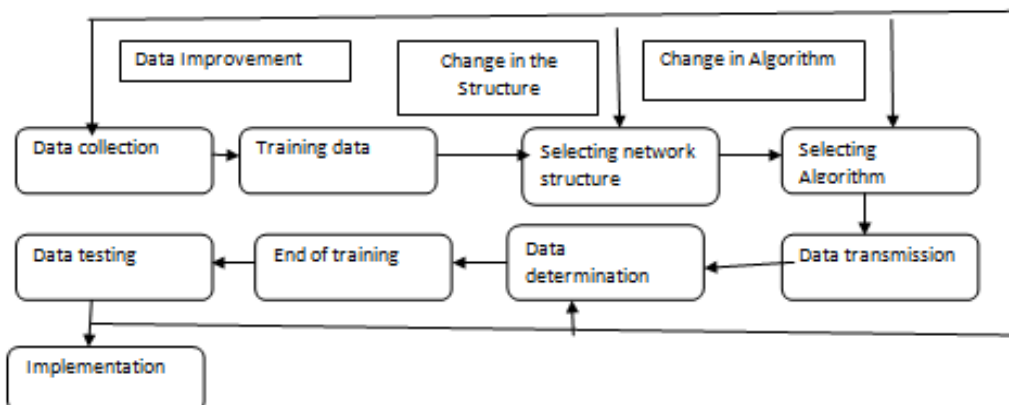 Data Improvement
Change in the
Structure
Change in Algorithm
Data collection
Training data
Selecting network
structure
Selecting
Algorithm
Data testing
End of training
Data
determination
Data transmission
Implementation